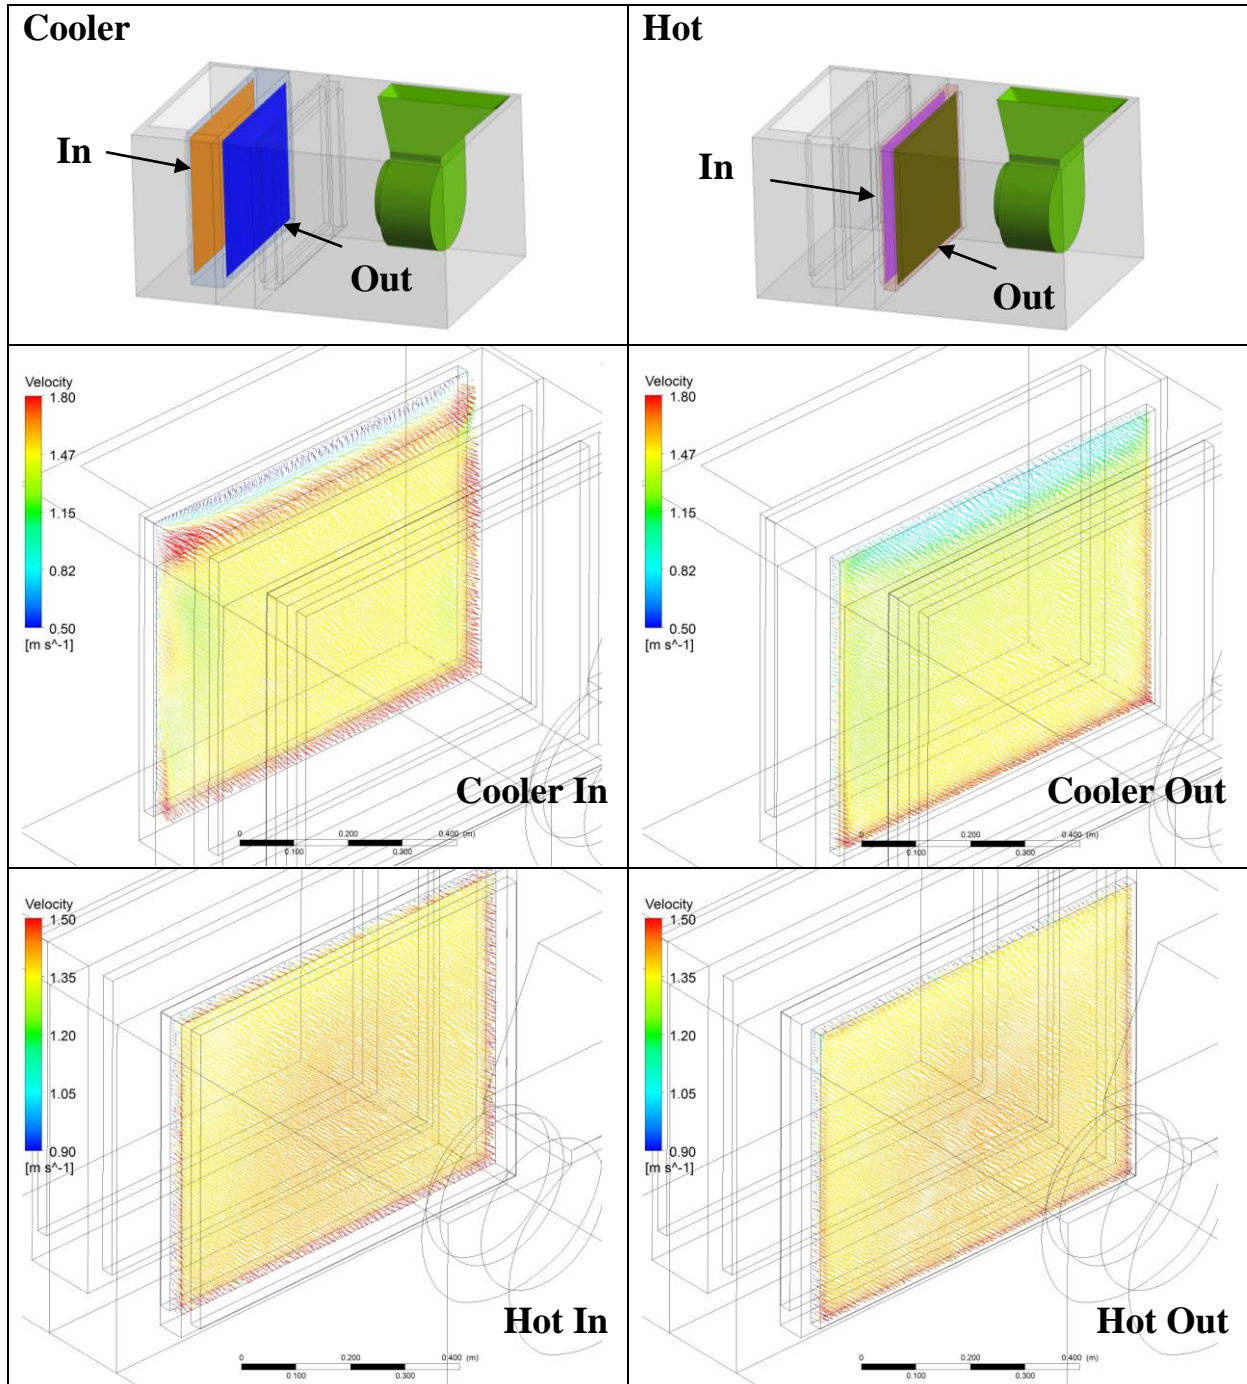 Cooler
In
Out
Hot
In
Out
Velocity
1.80
1.47
1.15
0.82
0.50
[m s^-1]
Cooler In
0 0.200 0.400 (m)
0.100 0.300
Velocity
1.80
1.47
1.15
0.82
0.50
[m s^-1]
Cooler Out
0 0.200 0.400 (m)
0.100 0.300
Velocity
1.50
1.35
1.20
1.05
0.90
[m s^-1]
Hot In
0 0.200 0.400 (m)
0.100 0.300
Velocity
1.50
1.35
1.20
1.05
0.90
[m s^-1]
Hot Out
0 0.200 0.400 (m)
0.100 0.300